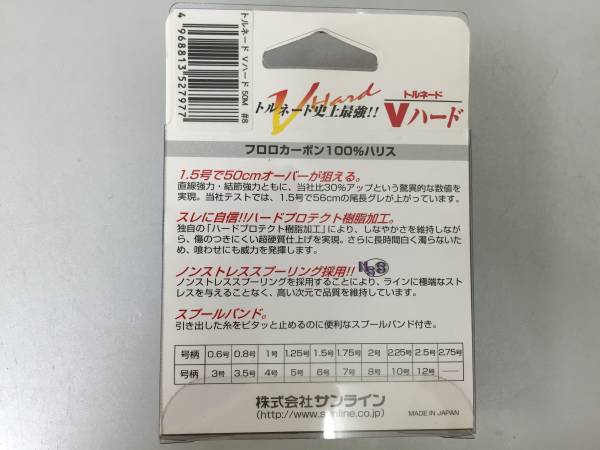 トルネード Vハード 50M #8
4 968813 527977
V Hard
トルネード史上最強!!
トルネード
Vハード
フロロカーボン100%ハリス
1.5号で50cmオーバーが狙える。
直線強力・結節強力ともに、当社比30%アップという驚異的な数値を
実現。当社テストでは、1.5号で56cmの尾長グレが上がっています。
スレに自信!!ハードプロテクト樹脂加工。
独自の「ハードプロテクト樹脂加工」により、しなやかさを維持しなが
ら、傷のつきにくい超硬質仕上げを実現。さらに長時間白く濁らないた
め、喰わせにも威力を発揮します。
ノンストレススプーリング採用!!
NSS
ノンストレススプーリングを採用することにより、ラインに極端なスト
レスを与えることなく、高い次元で品質を維持しています。
スプールバンド。
引き出した糸をピタッと止めるのに便利なスプールバンド付き。
号柄 0.6号 0.8号 1号 1.25号 1.5号 1.75号 2号 2.25号 2.5号 2.75号
号柄 3号 3.5号 4号 5号 6号 7号 8号 10号 12号 ―
株式会社サンライン
(http://www.sunline.co.jp)
MADE IN JAPAN